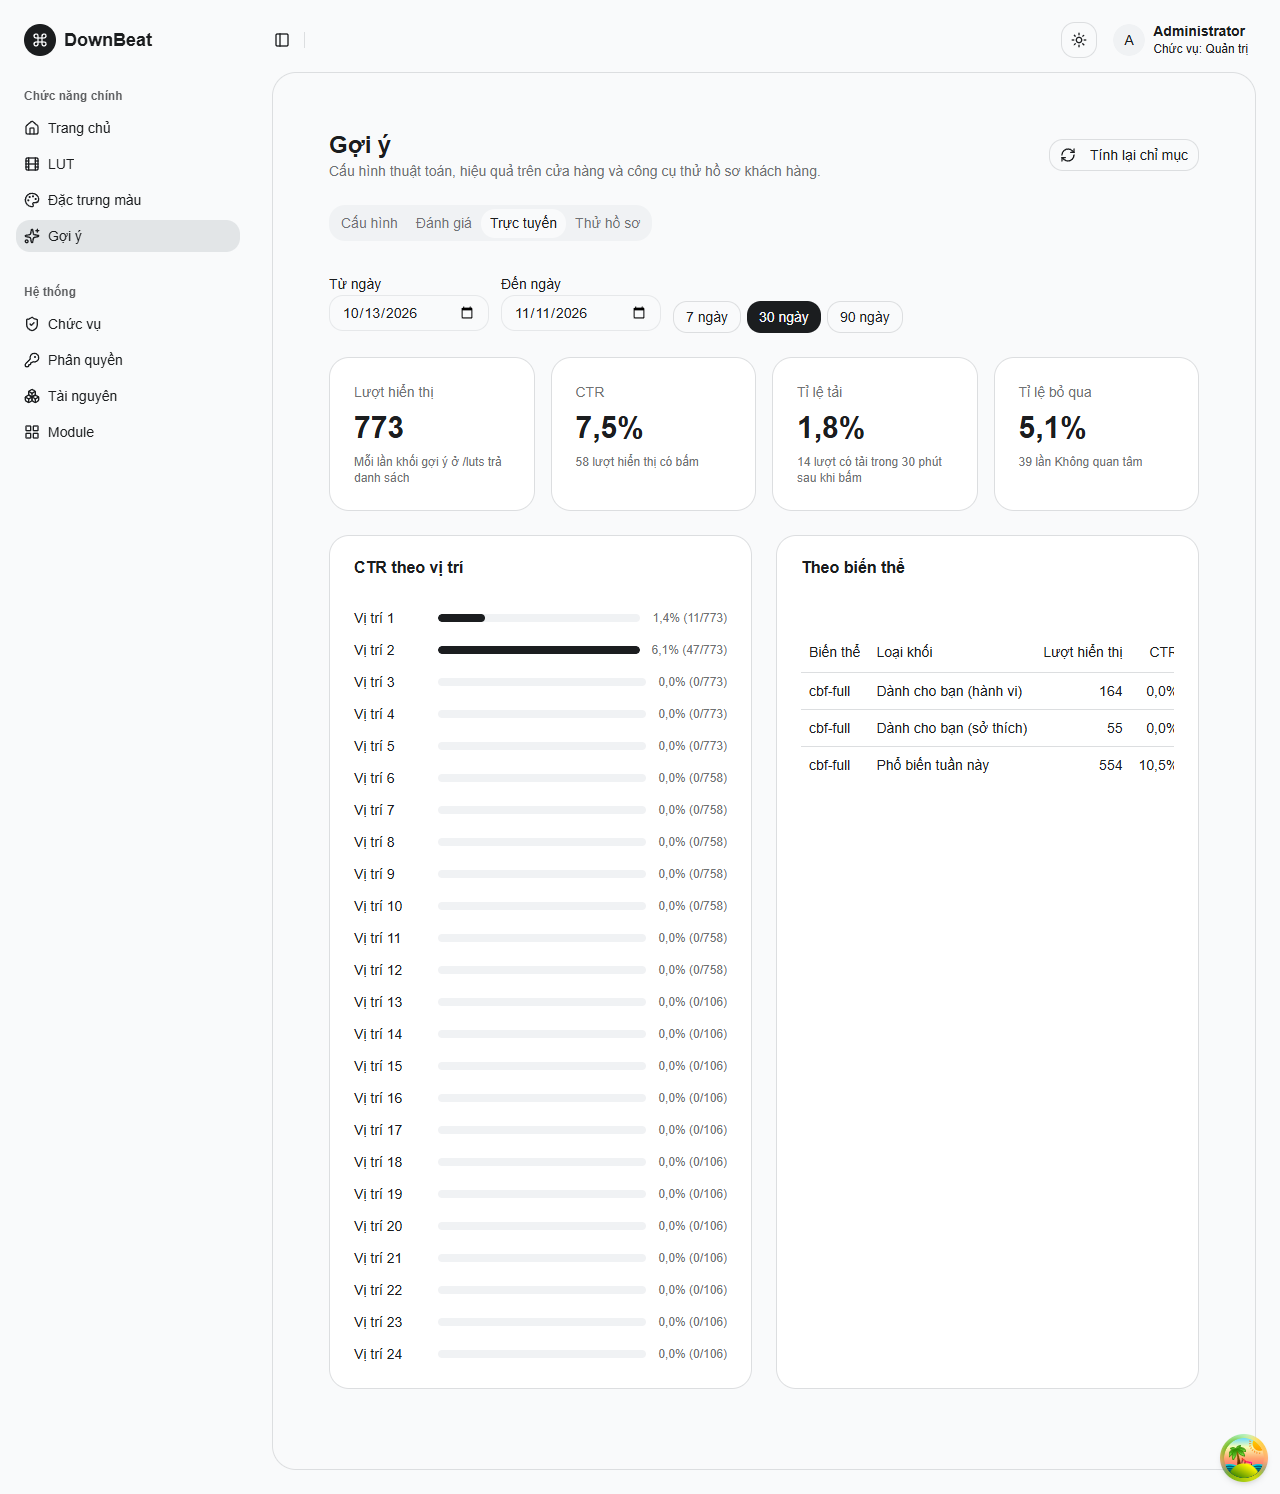 DownBeat
Administrator
Chức vụ: Quản trị
A
Chức năng chính
Trang chủ
LUT
Đặc trưng màu
Gợi ý
Hệ thống
Chức vụ
Phân quyền
Tài nguyên
Module
Gợi ý
Cấu hình thuật toán, hiệu quả trên cửa hàng và công cụ thử hồ sơ khách hàng.
Tính lại chỉ mục
Cấu hình Đánh giá Trực tuyến Thử hồ sơ
Từ ngày Đến ngày
10/13/2026 11/11/2026 7 ngày 30 ngày 90 ngày
Lượt hiển thị
773
Mỗi lần khối gợi ý ở /luts trả
danh sách
CTR
7,5%
58 lượt hiển thị có bấm
Tỉ lệ tải
1,8%
14 lượt có tải trong 30 phút
sau khi bấm
Tỉ lệ bỏ qua
5,1%
39 lần Không quan tâm
CTR theo vị trí
Vị trí 1 1,4% (11/773)
Vị trí 2 6,1% (47/773)
Vị trí 3 0,0% (0/773)
Vị trí 4 0,0% (0/773)
Vị trí 5 0,0% (0/773)
Vị trí 6 0,0% (0/758)
Vị trí 7 0,0% (0/758)
Vị trí 8 0,0% (0/758)
Vị trí 9 0,0% (0/758)
Vị trí 10 0,0% (0/758)
Vị trí 11 0,0% (0/758)
Vị trí 12 0,0% (0/758)
Vị trí 13 0,0% (0/106)
Vị trí 14 0,0% (0/106)
Vị trí 15 0,0% (0/106)
Vị trí 16 0,0% (0/106)
Vị trí 17 0,0% (0/106)
Vị trí 18 0,0% (0/106)
Vị trí 19 0,0% (0/106)
Vị trí 20 0,0% (0/106)
Vị trí 21 0,0% (0/106)
Vị trí 22 0,0% (0/106)
Vị trí 23 0,0% (0/106)
Vị trí 24 0,0% (0/106)
Theo biến thể
Biến thể Loại khối Lượt hiển thị CTR
cbf-full Dành cho bạn (hành vi) 164 0,0%
cbf-full Dành cho bạn (sở thích) 55 0,0%
cbf-full Phổ biến tuần này 554 10,5%